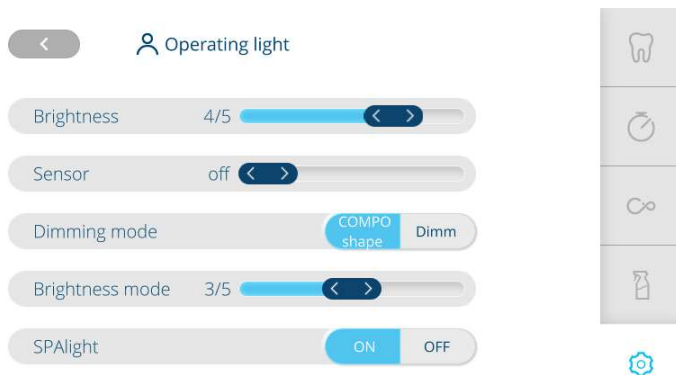 Operating light
Brightness 4/5
Sensor off
Dimming mode COMPO shape Dimm
Brightness mode 3/5
SPAlight ON OFF